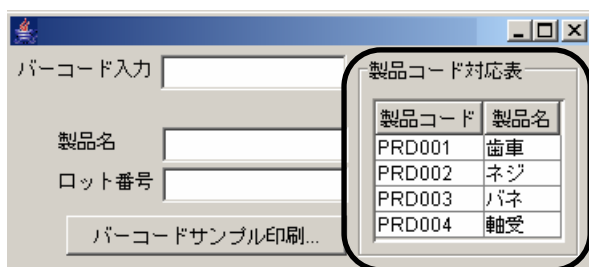 バーコード入力
製品名
ロット番号
バーコードサンプル印刷...
製品コード対応表
製品コード 製品名
PRD001 歯車
PRD002 ネジ
PRD003 バネ
PRD004 軸受